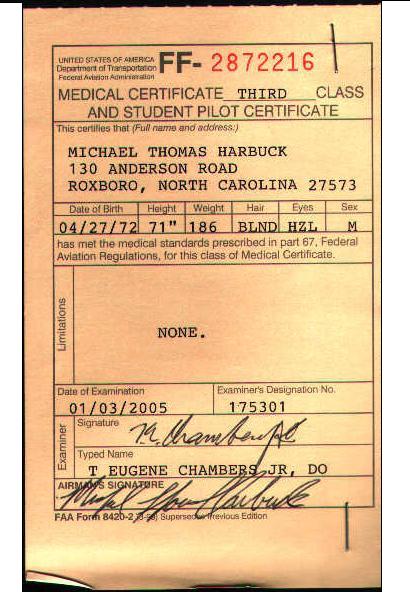 UNITED STATES OF AMERICA
Department of Transportation
Federal Aviation Administration
FF- 2872216
MEDICAL CERTIFICATE THIRD CLASS
AND STUDENT PILOT CERTIFICATE
This certifies that (Full name and address:)
MICHAEL THOMAS HARBUCK
130 ANDERSON ROAD
ROXBORO, NORTH CAROLINA 27573
Date of Birth Height Weight Hair Eyes Sex
04/27/72 71" 186 BLND HZL M
has met the medical standards prescribed in part 67, Federal
Aviation Regulations, for this class of Medical Certificate.
Limitations
NONE.
Date of Examination Examiner's Designation No.
01/03/2005 175301
Examiner
Signature
Typed Name
T EUGENE CHAMBERS JR, DO
AIRMAN'S SIGNATURE
FAA Form 8420-2 Supersedes Previous Edition